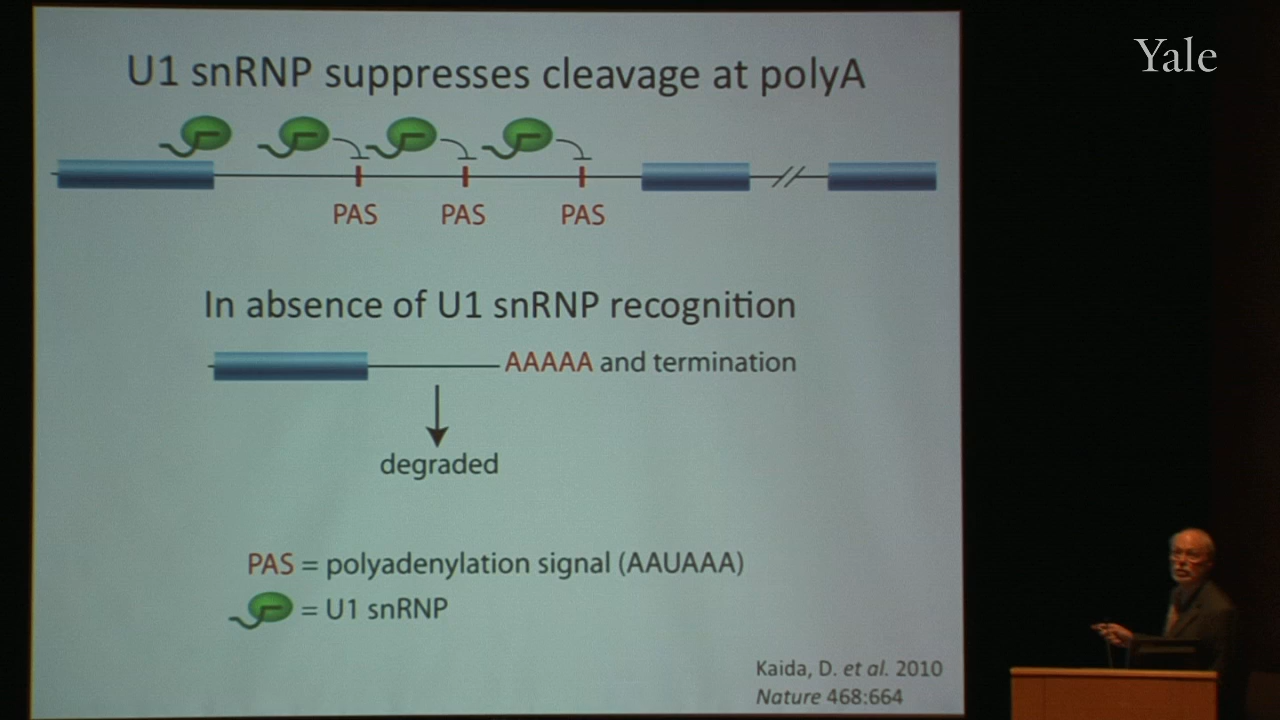 Yale
U1 snRNP suppresses cleavage at polyA
PAS PAS PAS
In absence of U1 snRNP recognition
AAAAA and termination
degraded
PAS = polyadenylation signal (AAUAAA)
= U1 snRNP
Kaida, D. et al. 2010
Nature 468:664